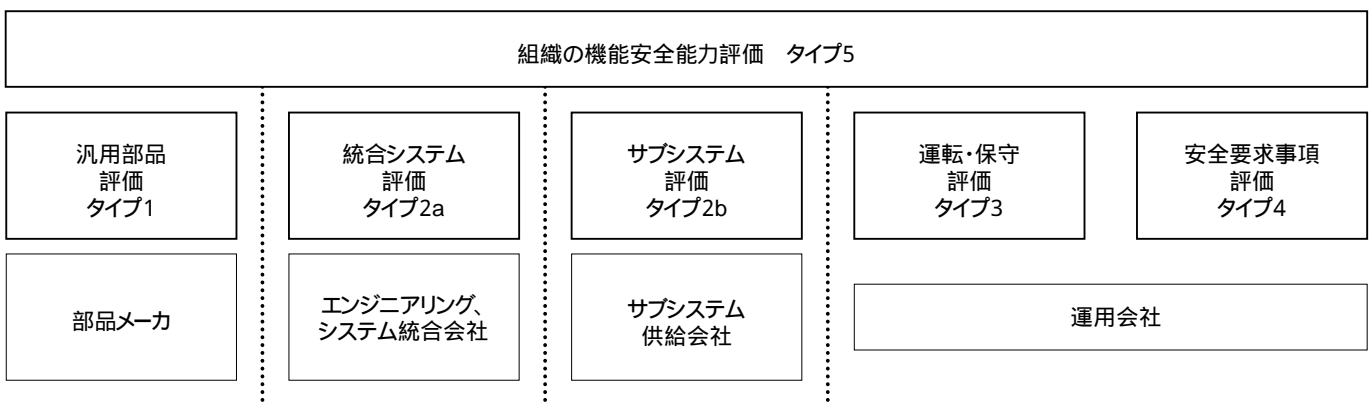 組織の機能安全能力評価　タイプ5
汎用部品
評価
タイプ1
統合システム
評価
タイプ2a
サブシステム
評価
タイプ2b
運転・保守
評価
タイプ3
安全要求事項
評価
タイプ4
部品メーカ
エンジニアリング、
システム統合会社
サブシステム
供給会社
運用会社